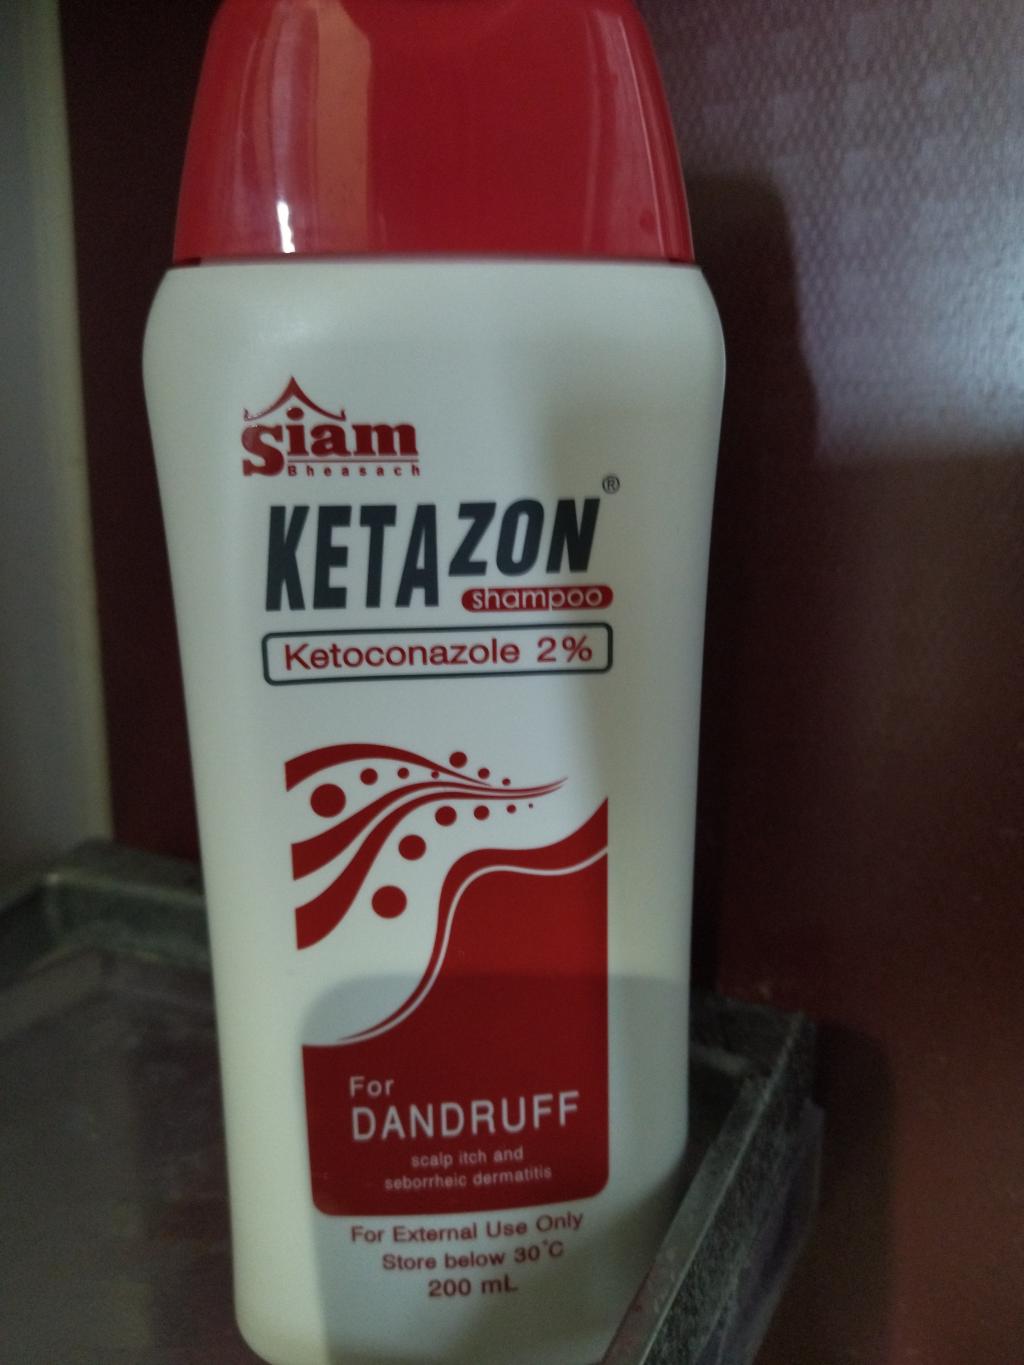 Siam
Bheasach
KETAZON®
shampoo
Ketoconazole 2%
For
DANDRUFF
scalp itch and
seborrheic dermatitis
For External Use Only
Store below 30°C
200 mL